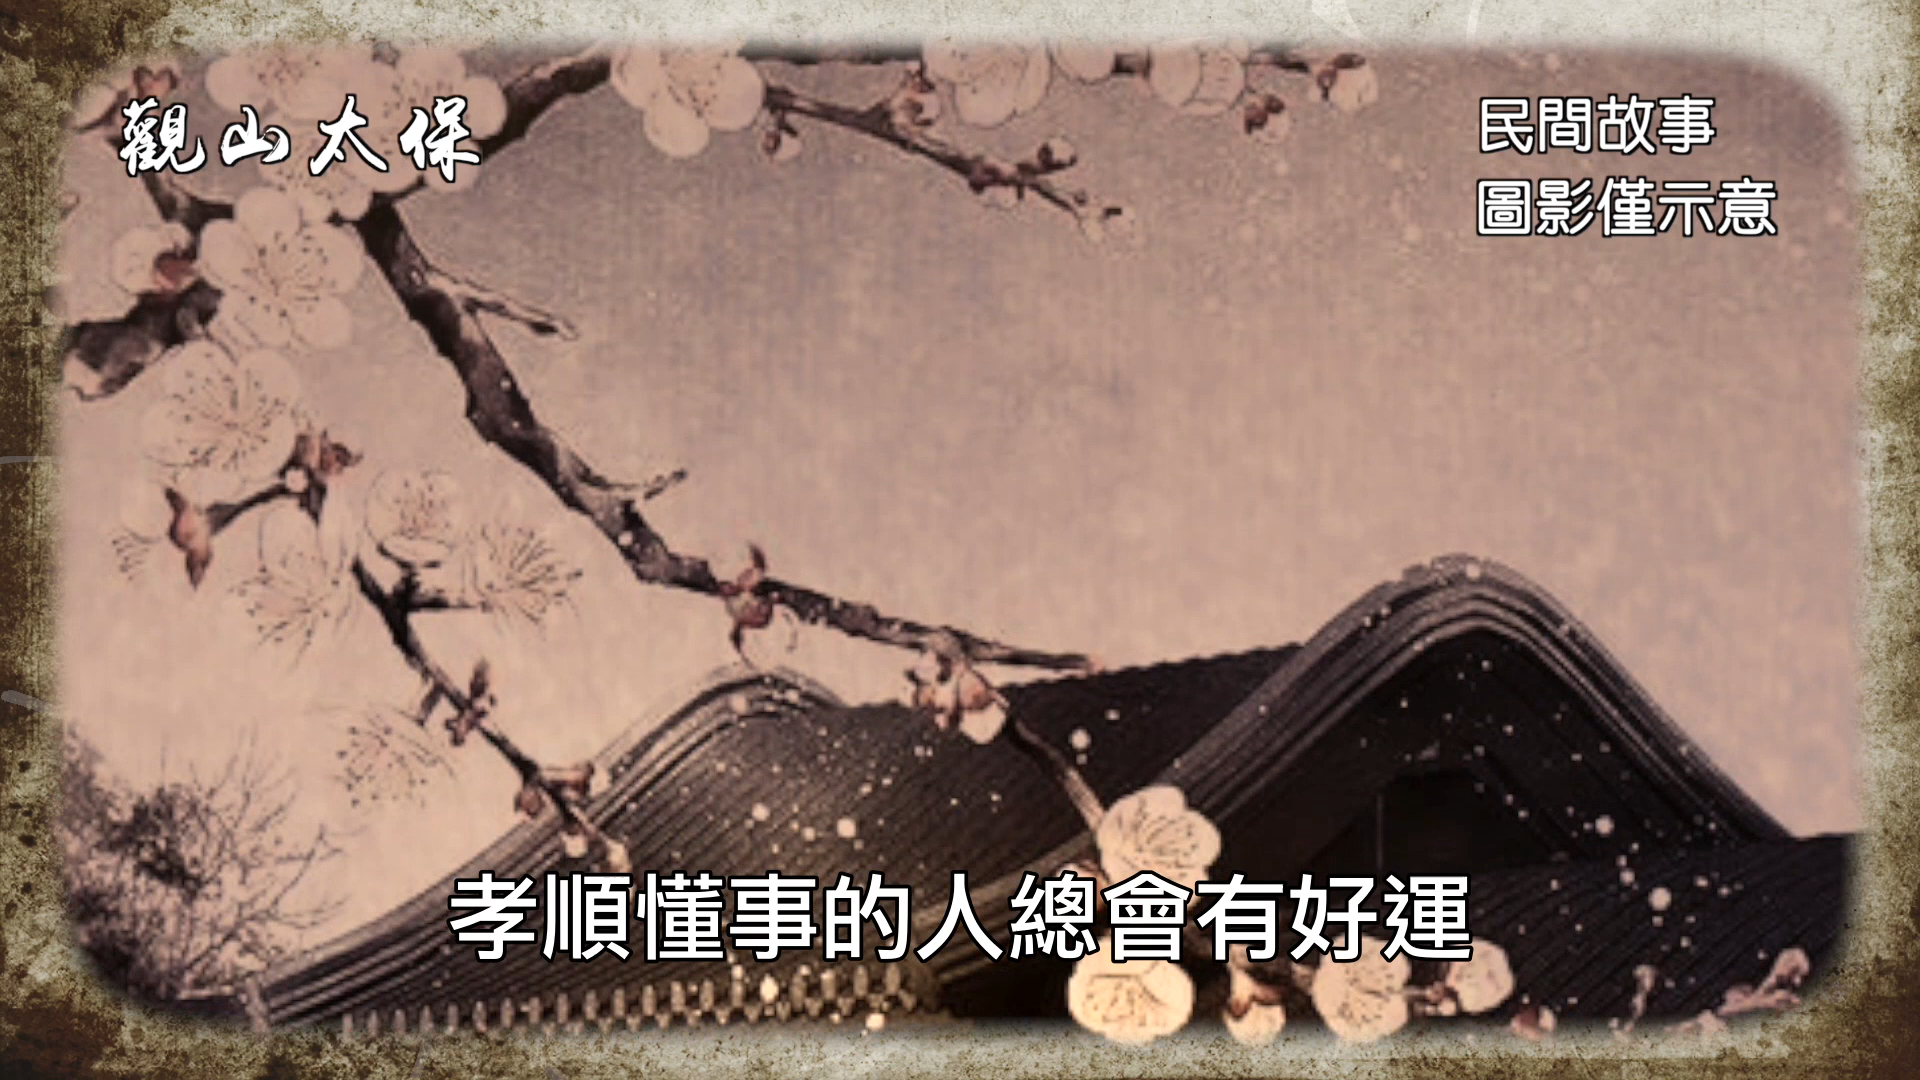 觀山太保
民間故事
圖影僅示意
孝順懂事的人總會有好運